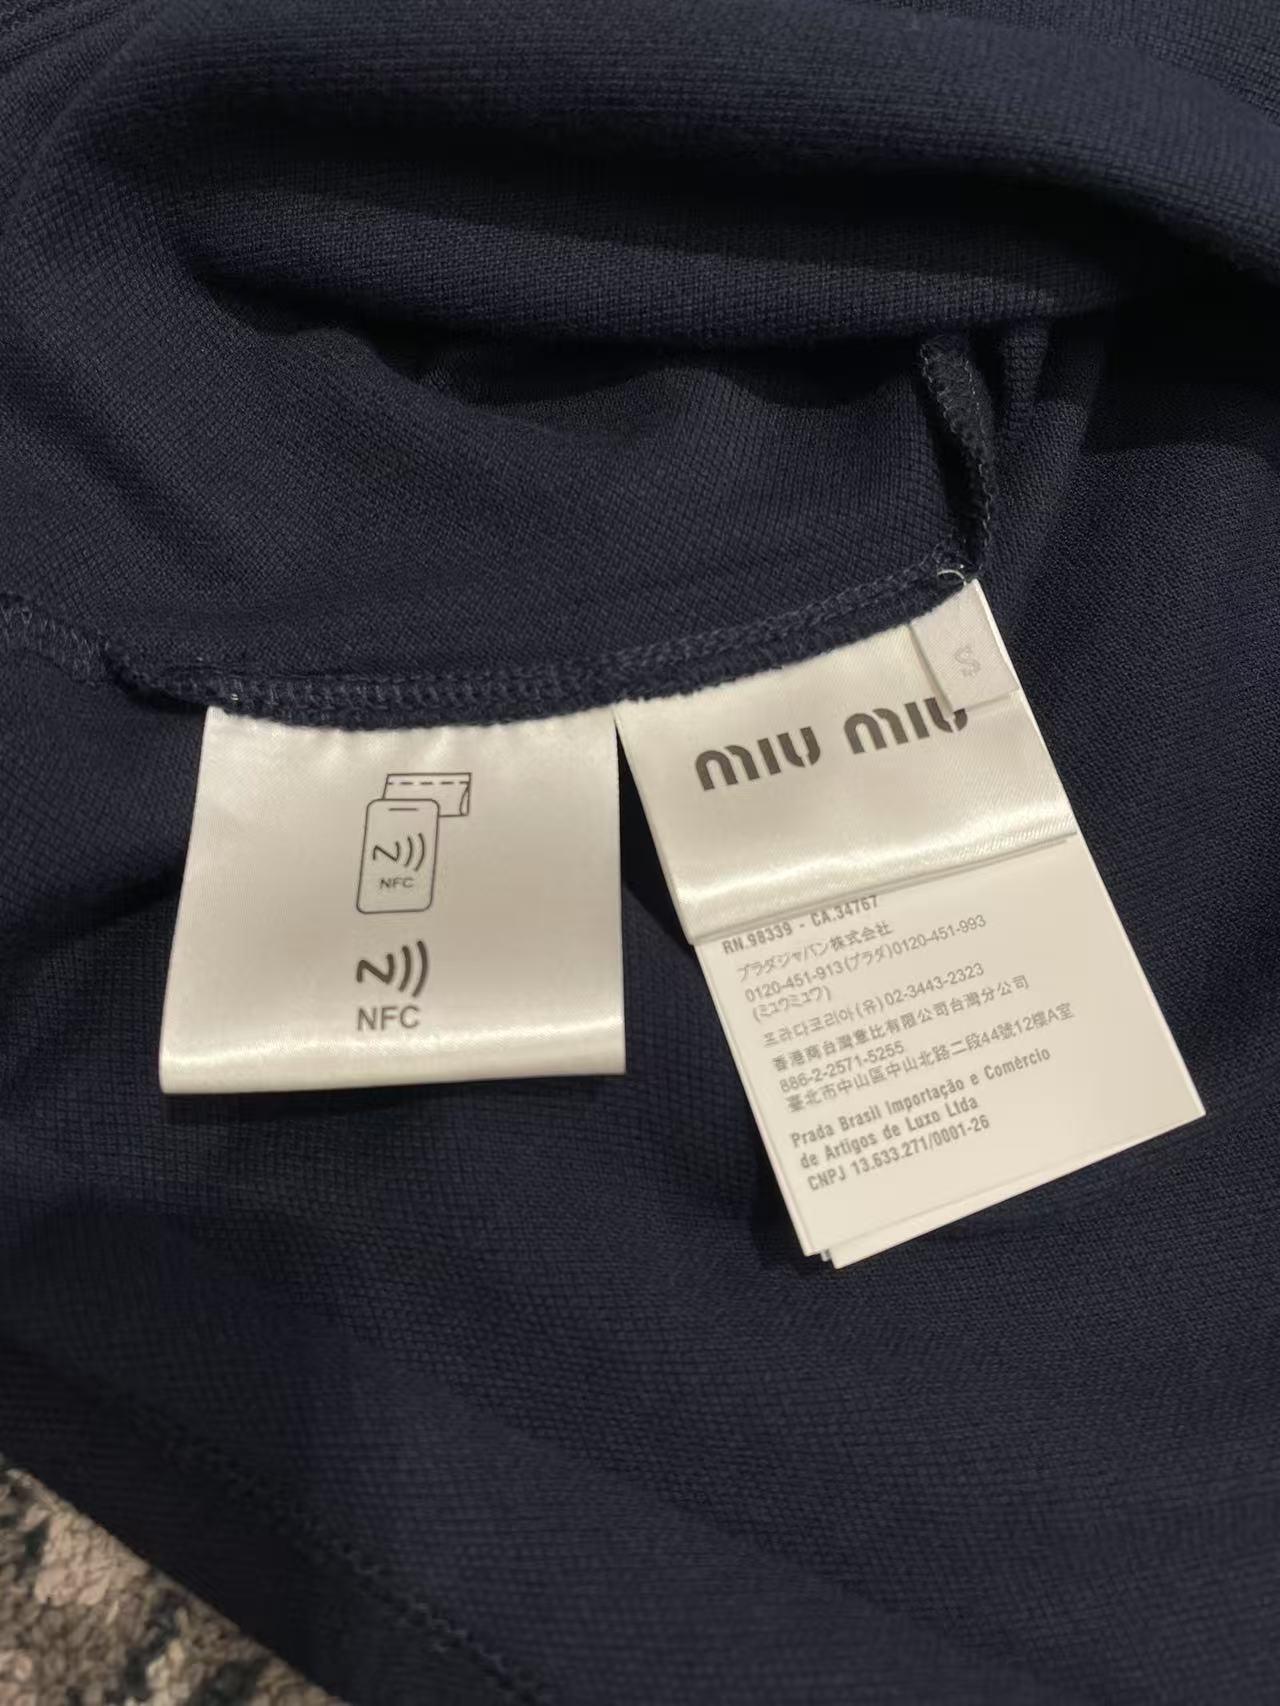 NFC
NFC
S
miu miu
RN.98339 - CA.34767
プラダジャパン株式会社
0120-451-913(プラダ)0120-451-993
(ミュウミュウ)
프라다코리아(유)02-3443-2323
香港商台灣意比有限公司台灣分公司
886-2-2571-5255
臺北市中山區中山北路二段44號12樓A室
Prada Brasil Importação e Comércio
de Artigos de Luxo Ltda
CNPJ 13.633.271/0001-26